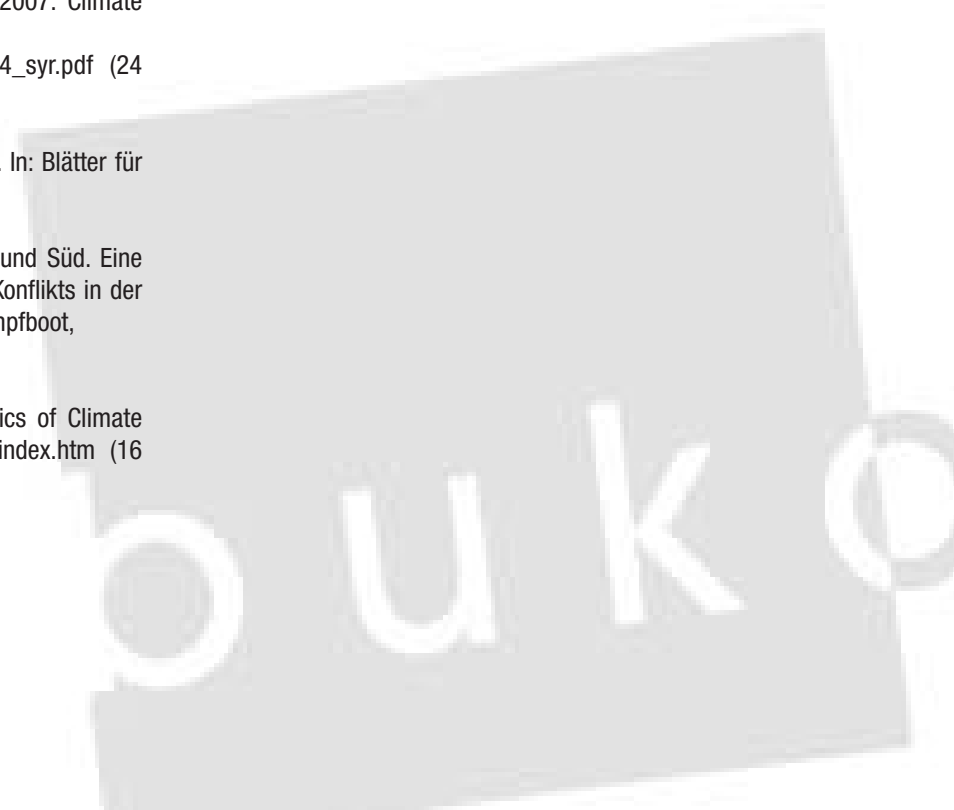 2007: Climate
4_syr.pdf (24
. In: Blätter für
und Süd. Eine
Konflikts in der
npfboot,
ics of Climate
index.htm (16
buko